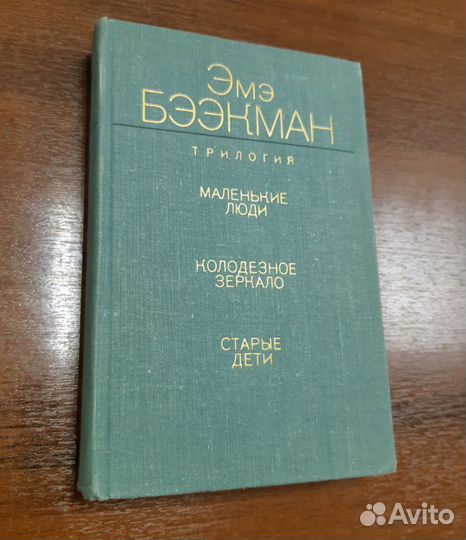 Эмэ
БЭЭКМАН
ТРИЛОГИЯ
МАЛЕНЬКИЕ
ЛЮДИ
КОЛОДЕЗНОЕ
ЗЕРКАЛО
СТАРЫЕ
ДЕТИ
Avito